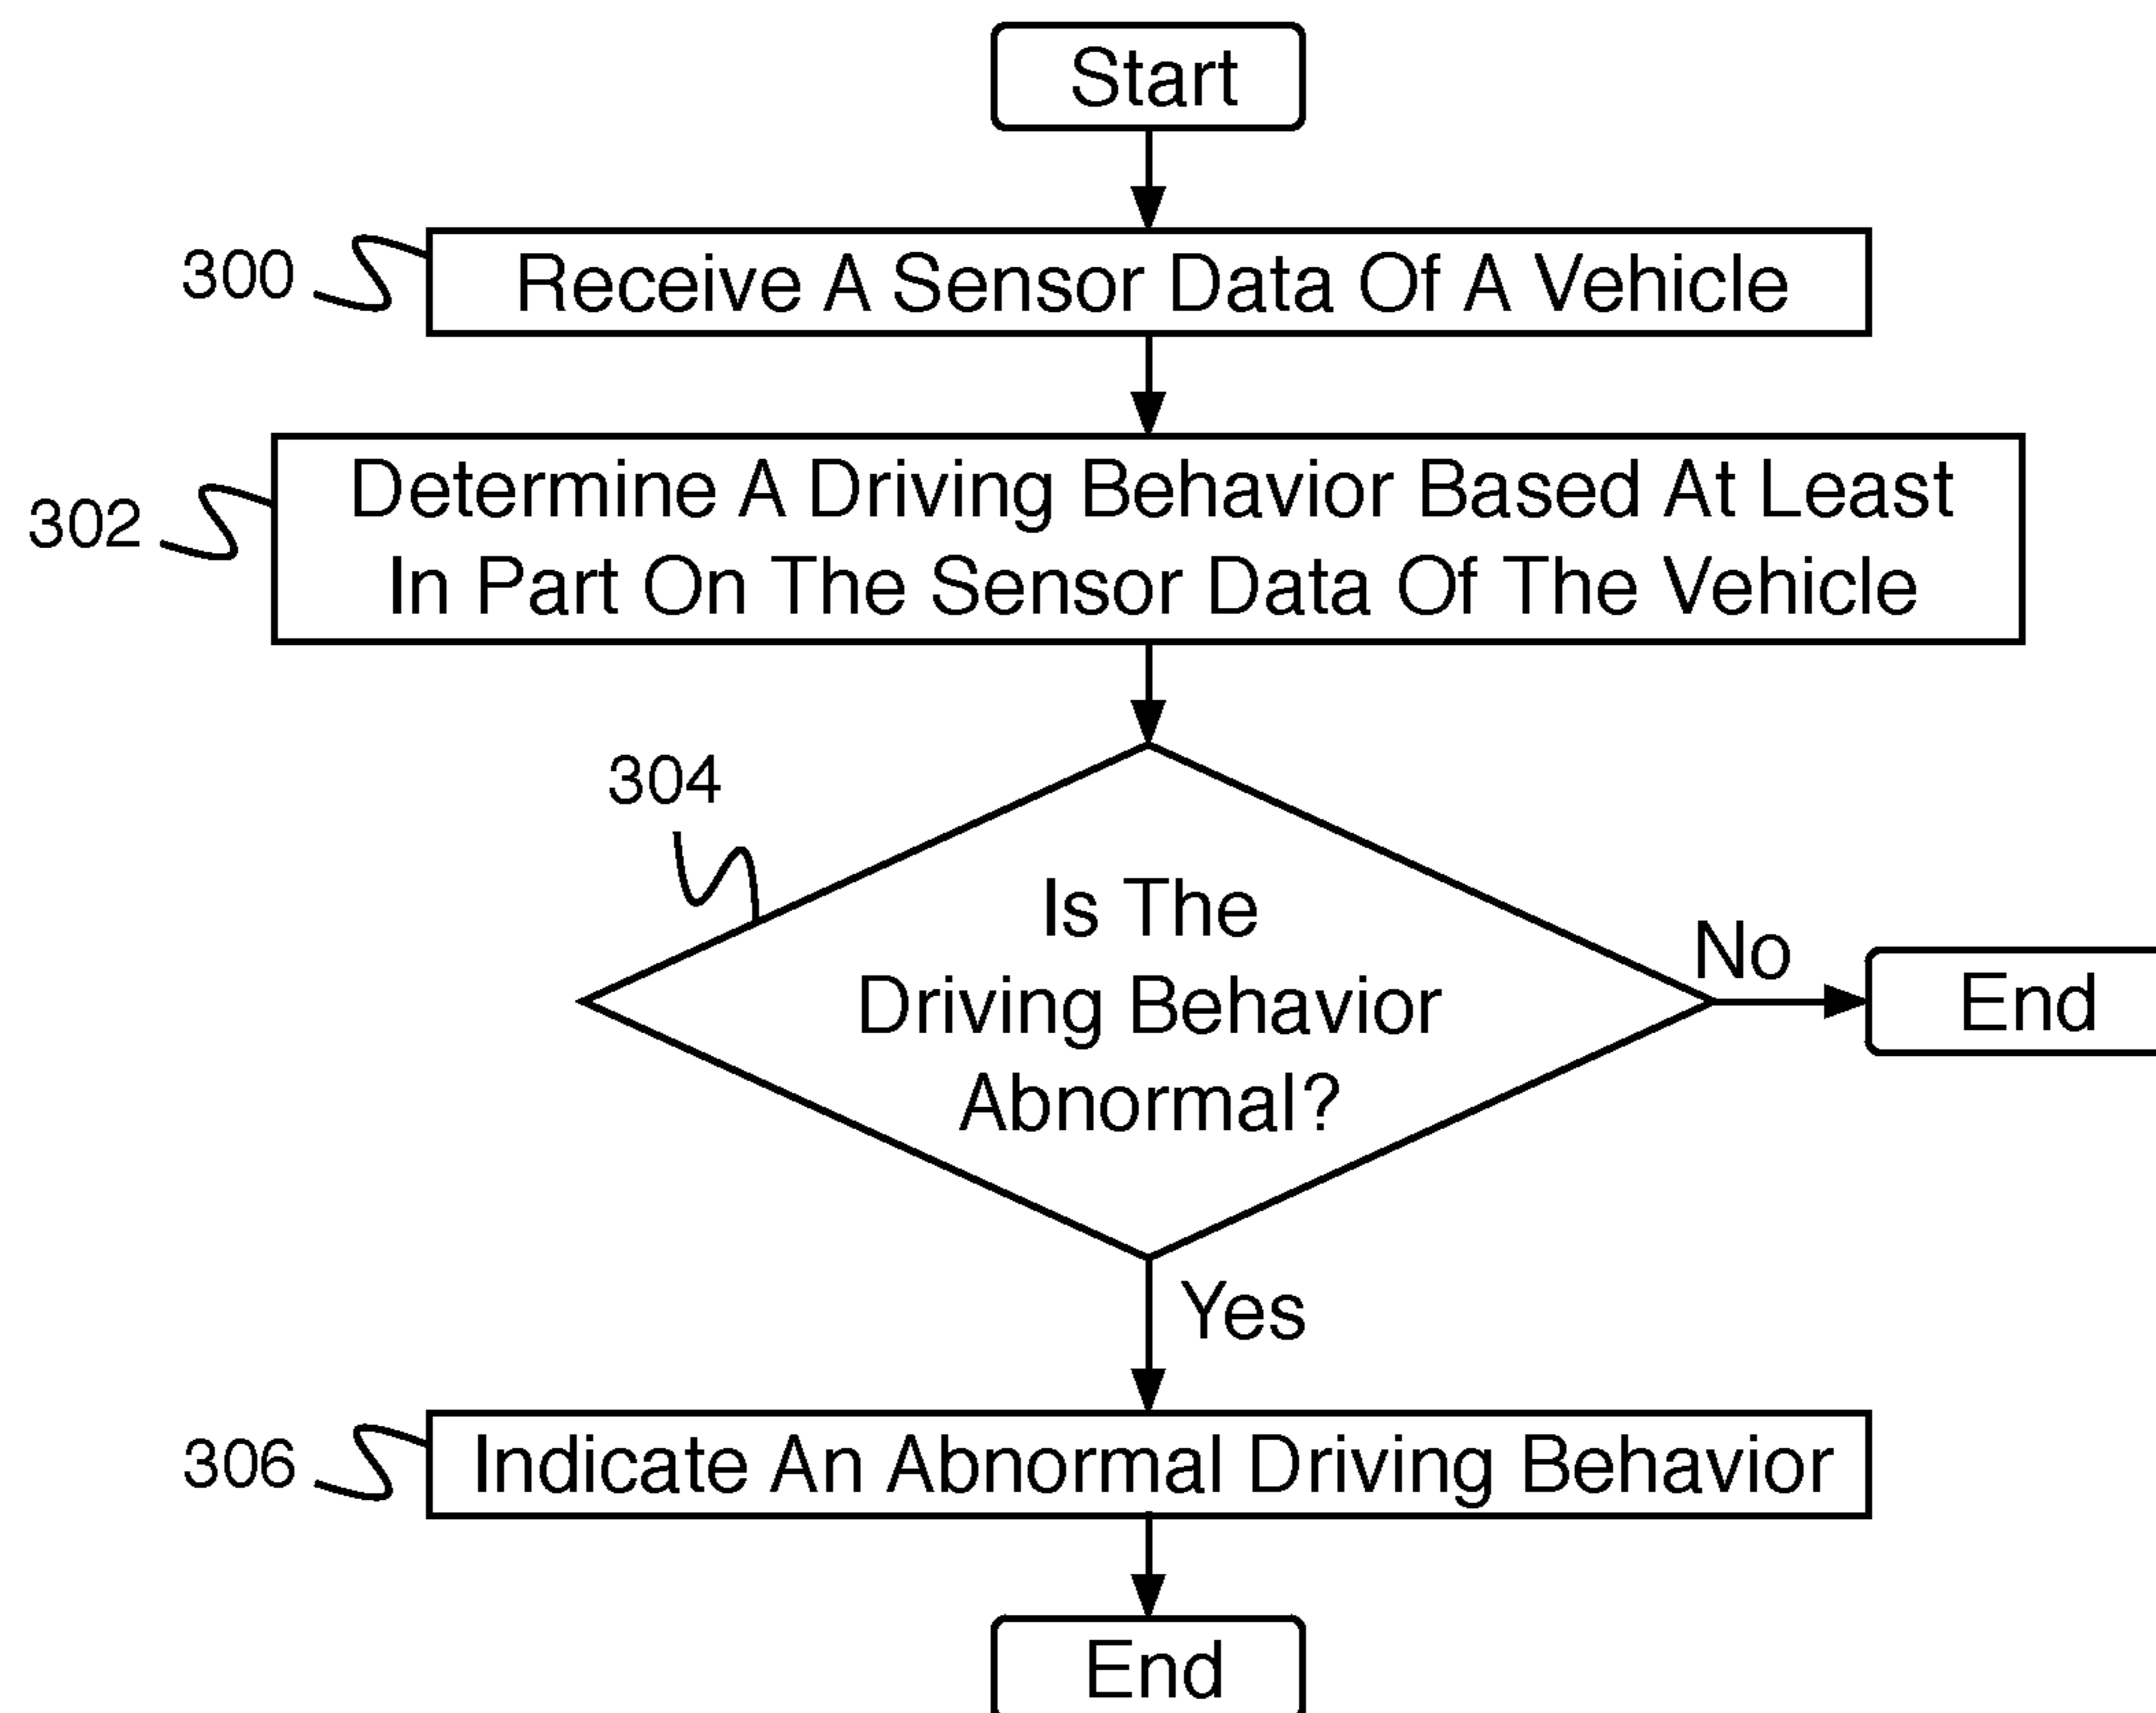 Start
300
Receive A Sensor Data Of A Vehicle
302
Determine A Driving Behavior Based At Least
In Part On The Sensor Data Of The Vehicle
304
Is The
Driving Behavior
Abnormal?
No
End
Yes
306
Indicate An Abnormal Driving Behavior
End